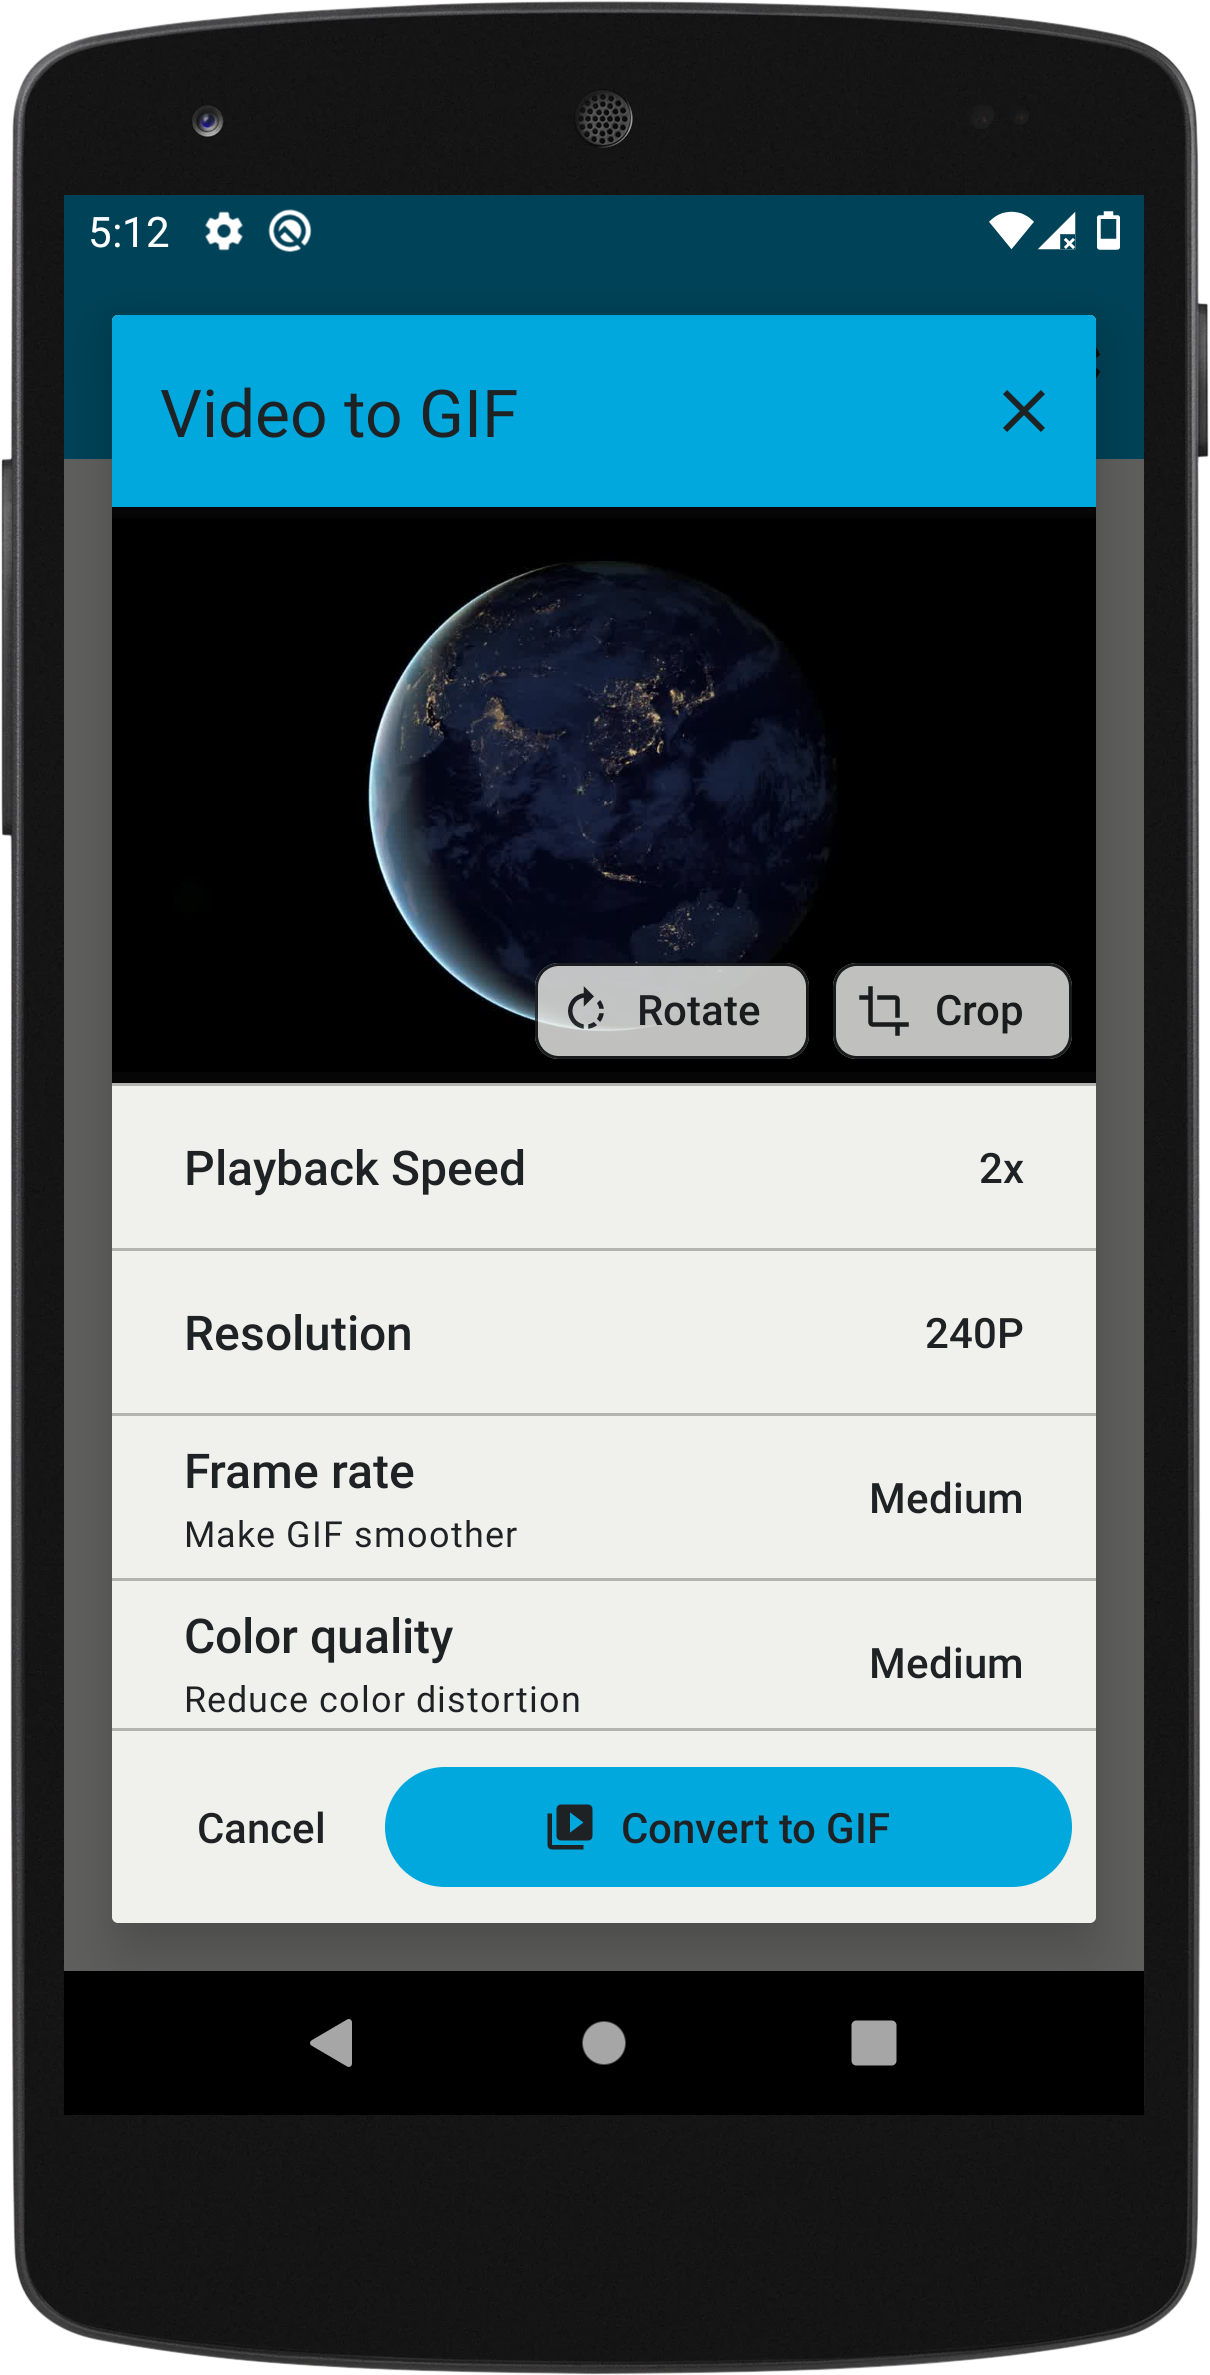 5:12
Video to GIF
Rotate
Crop
Playback Speed
2x
Resolution
240P
Frame rate
Make GIF smoother
Medium
Color quality
Reduce color distortion
Medium
Cancel
Convert to GIF